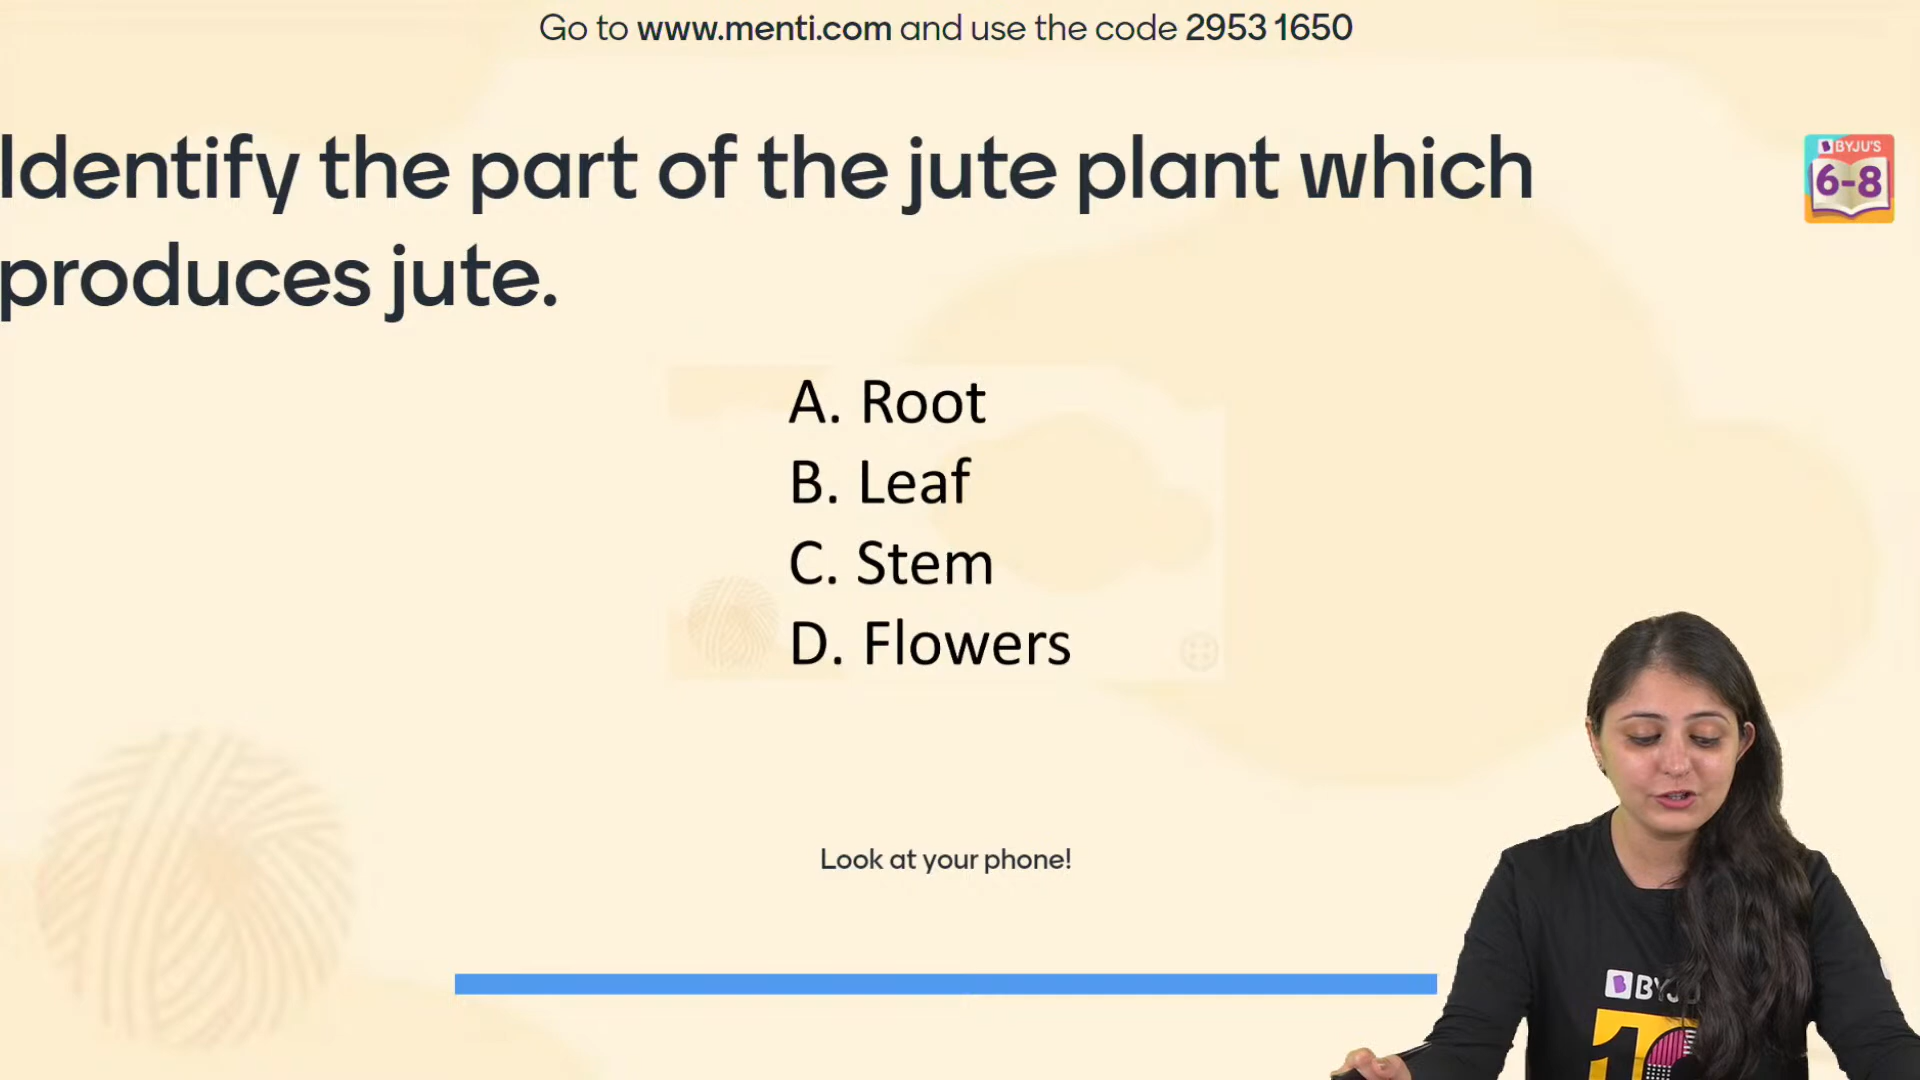 Go to www.menti.com and use the code 2953 1650
Identify the part of the jute plant which
produces jute.
BYJU'S
6-8
A. Root
B. Leaf
C. Stem
D. Flowers
Look at your phone!